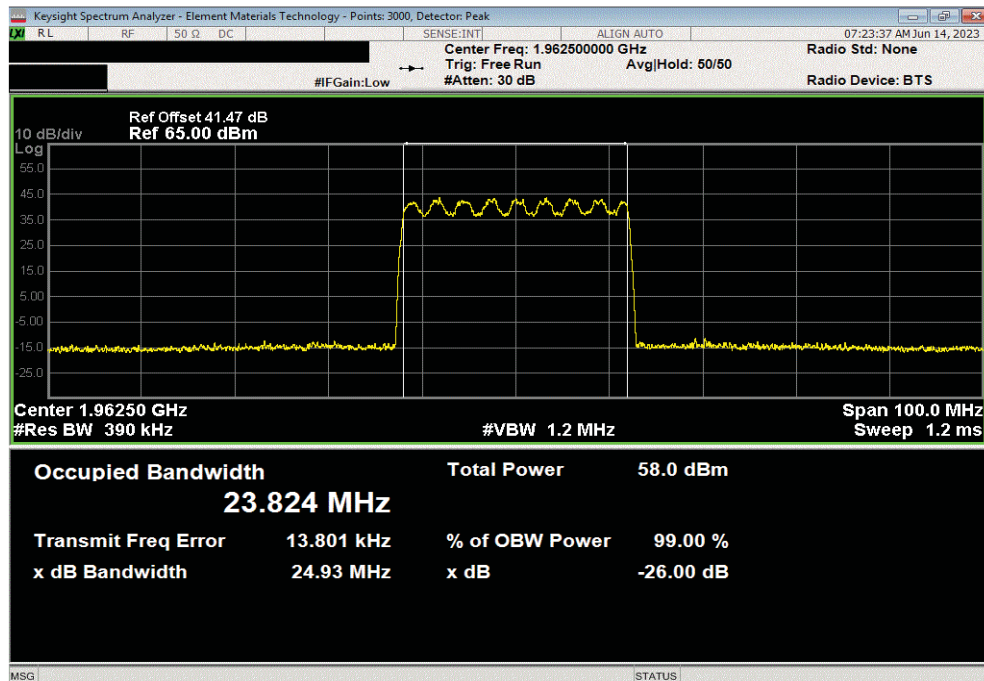 Keysight Spectrum Analyzer - Element Materials Technology - Points: 3000, Detector: Peak
LXI RL RF 50 Ω DC SENSE:INT ALIGN AUTO 07:23:37 AM Jun 14, 2023
Center Freq: 1.962500000 GHz Radio Std: None
Trig: Free Run Avg|Hold: 50/50
#IFGain:Low #Atten: 30 dB Radio Device: BTS
Ref Offset 41.47 dB
10 dB/div Ref 65.00 dBm
Log
55.0
45.0
35.0
25.0
15.0
5.00
-5.00
-15.0
-25.0
Center 1.96250 GHz Span 100.0 MHz
#Res BW 390 kHz #VBW 1.2 MHz Sweep 1.2 ms
Occupied Bandwidth Total Power 58.0 dBm
23.824 MHz
Transmit Freq Error 13.801 kHz % of OBW Power 99.00 %
x dB Bandwidth 24.93 MHz x dB -26.00 dB
MSG STATUS